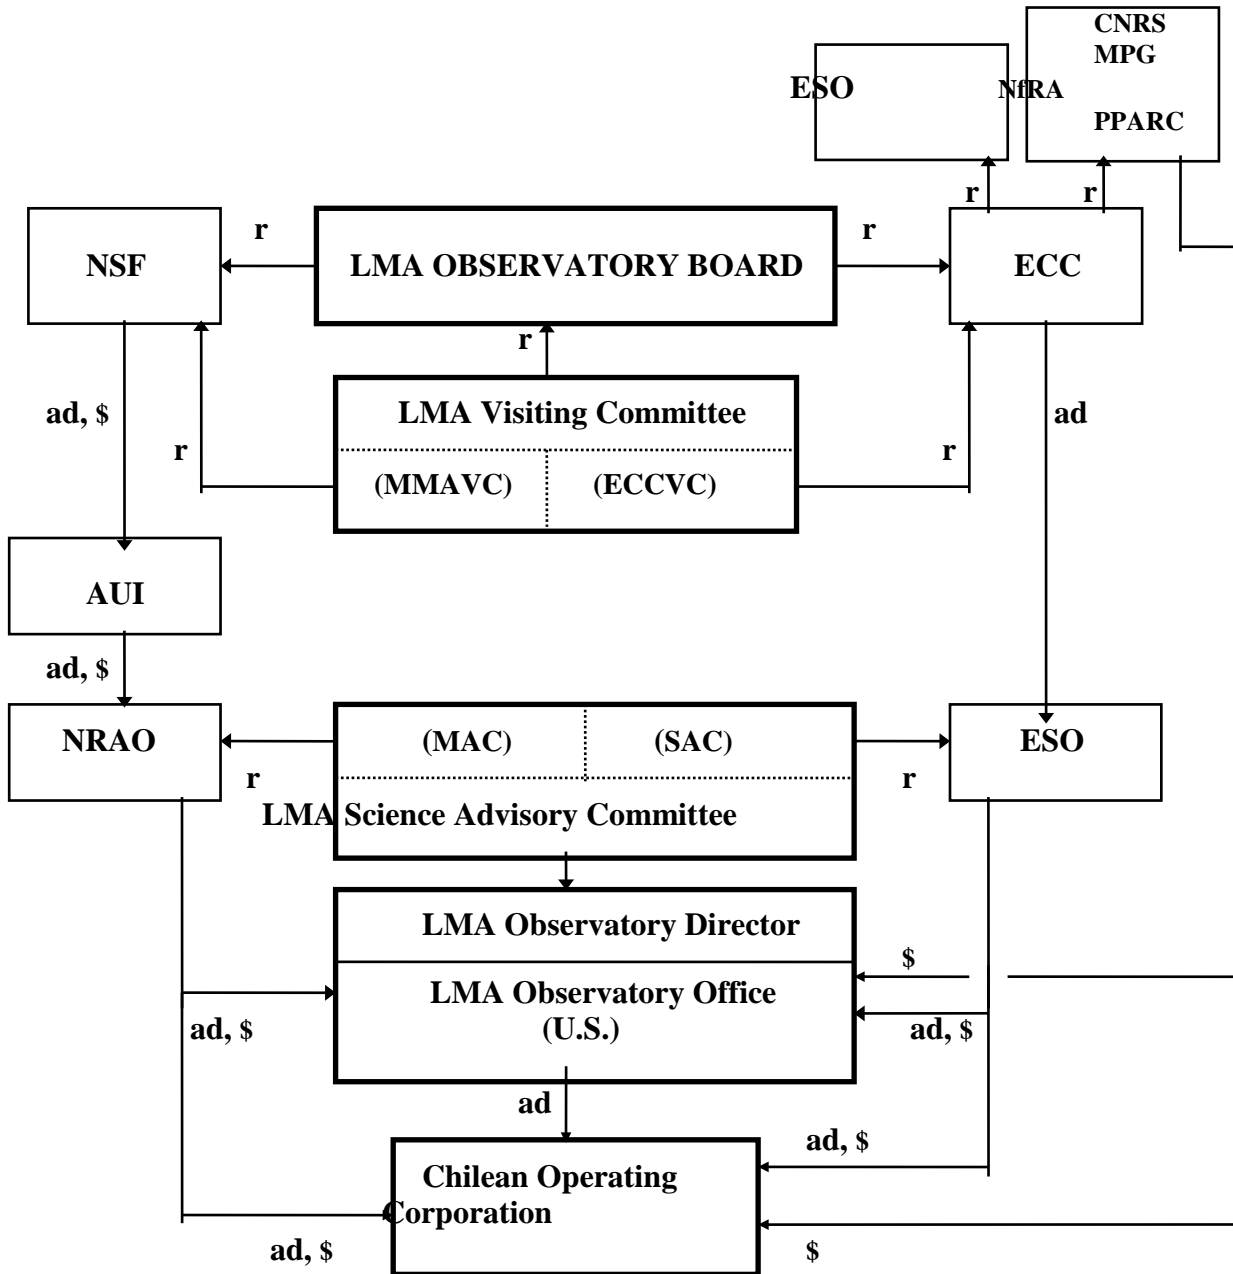 CNRS
MPG
ESO
NfRA
PPARC
r
r
r
r
NSF
LMA OBSERVATORY BOARD
ECC
r
LMA Visiting Committee
ad, $
ad
r
(MMAVC)
(ECCVC)
r
AUI
ad, $
NRAO
(MAC)
(SAC)
ESO
r
r
LMA Science Advisory Committee
LMA Observatory Director
$
LMA Observatory Office
(U.S.)
ad, $
ad, $
ad
ad, $
Chilean Operating
Corporation
ad, $
$